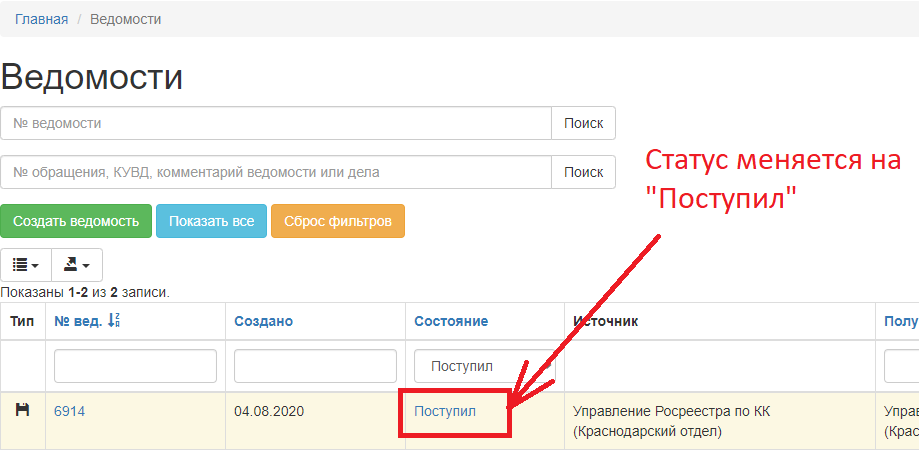 Главная / Ведомости
Ведомости
№ ведомости Поиск
№ обращения, КУВД, комментарий ведомости или дела Поиск
Статус меняется на
"Поступил"
Создать ведомость Показать все Сброс фильтров
Показаны 1-2 из 2 записи.
Тип № вед. Создано Состояние Источник Полу
Поступил
6914 04.08.2020 Поступил Управление Росреестра по КК Упра
(Краснодарский отдел) (Крас